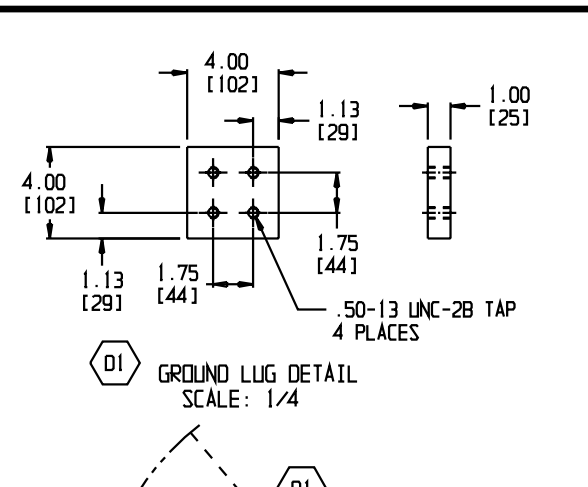 4.00
[102]
1.13
[29]
1.00
[25]
4.00
[102]
1.75
[44]
1.13
[29]
1.75
[44]
.50-13 UNC-2B TAP
4 PLACES
D1
GROUND LUG DETAIL
SCALE: 1/4
D1